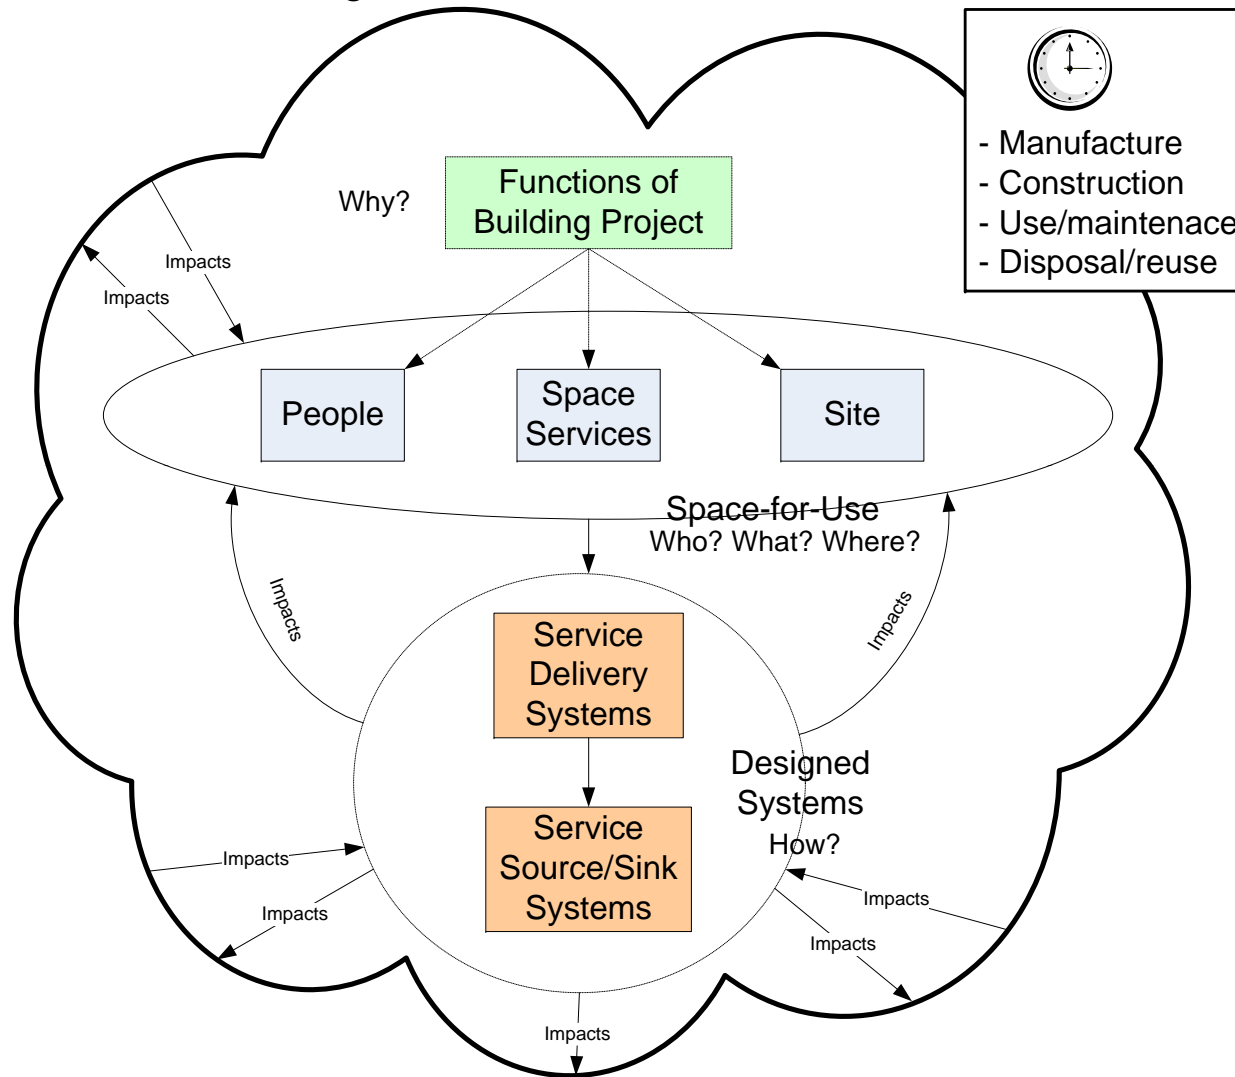 - Manufacture
- Construction
- Use/maintenace
- Disposal/reuse
Why?
Functions of
Building Project
Impacts
Impacts
People
Space
Services
Site
Space-for-Use
Who? What? Where?
Impacts
Impacts
Service
Delivery
Systems
Designed
Systems
How?
Service
Source/Sink
Systems
Impacts
Impacts
Impacts
Impacts
Impacts